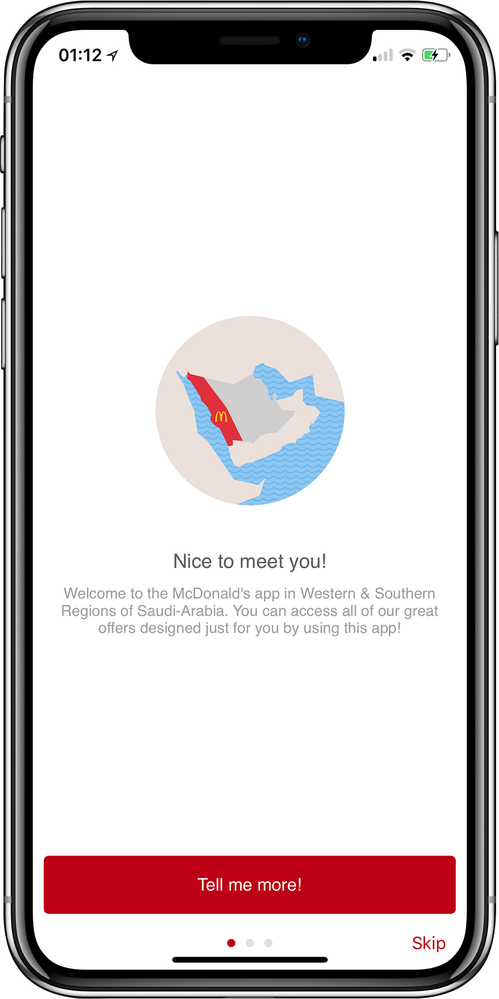 01:12
Nice to meet you!
Welcome to the McDonald's app in Western & Southern
Regions of Saudi-Arabia. You can access all of our great
offers designed just for you by using this app!
Tell me more!
Skip